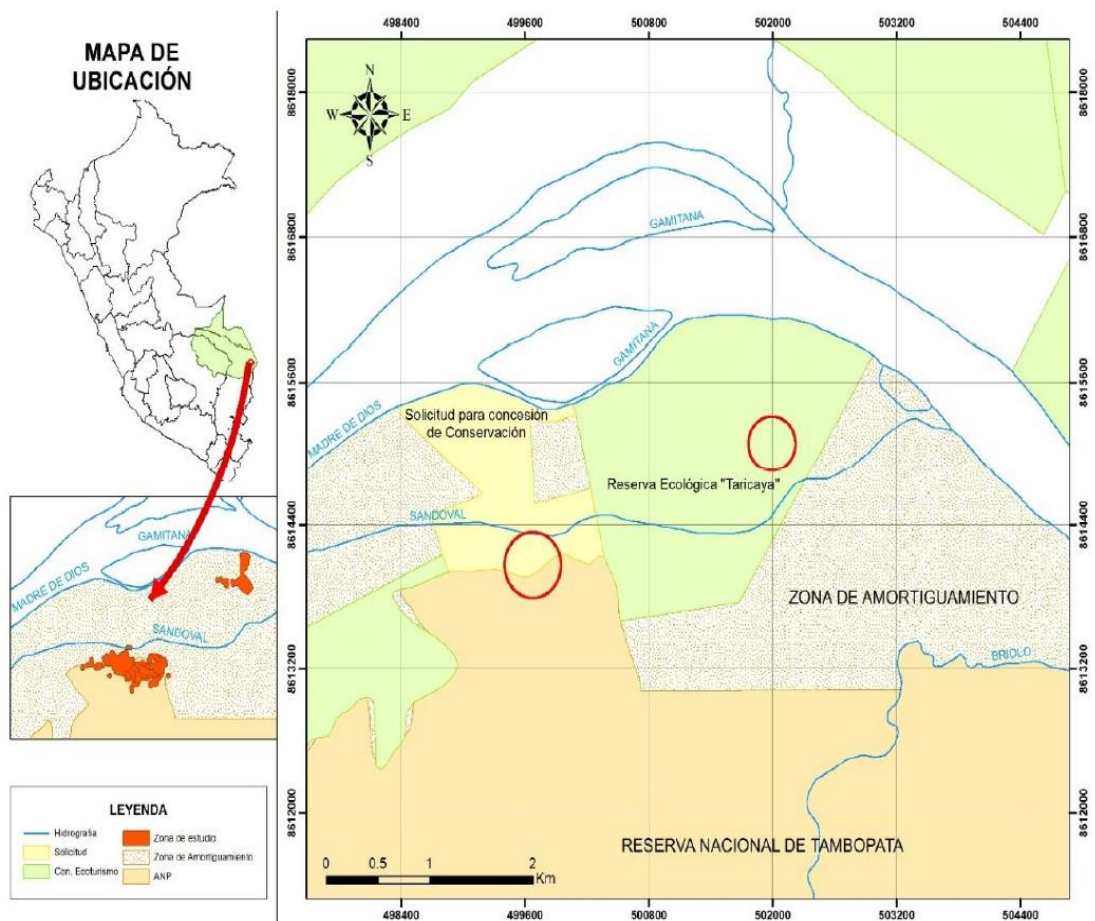 MAPA DE
UBICACIÓN
GAMITANA
MADRE DE DIOS
SANDOVAL
LEYENDA
Hidrografía
Solicitud
Con. Ecoturismo
Zona de estudio
Zona de Amortiguamiento
ANP
498400 499600 500800 502000 503200 504400
N
W E
S
8618000 8618000
GAMITANA
8616800 8616800
GAMITANA
8615600 8615600
MADRE DE DIOS
Solicitud para concesión
de Conservación
Reserva Ecológica "Taricaya"
SANDOVAL
8614400 8614400
ZONA DE AMORTIGUAMIENTO
8613200 8613200
8612000 8612000
RESERVA NACIONAL DE TAMBOPATA
0 0.5 1 2
Km
498400 499600 500800 502000 503200 504400